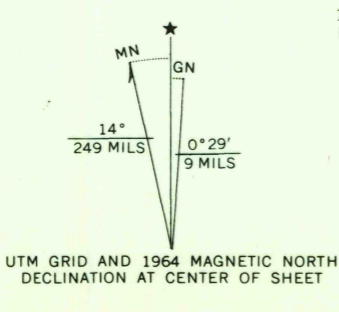 ★
MN
GN
14°
249 MILS
0°29'
9 MILS
UTM GRID AND 1964 MAGNETIC NORTH
DECLINATION AT CENTER OF SHEET